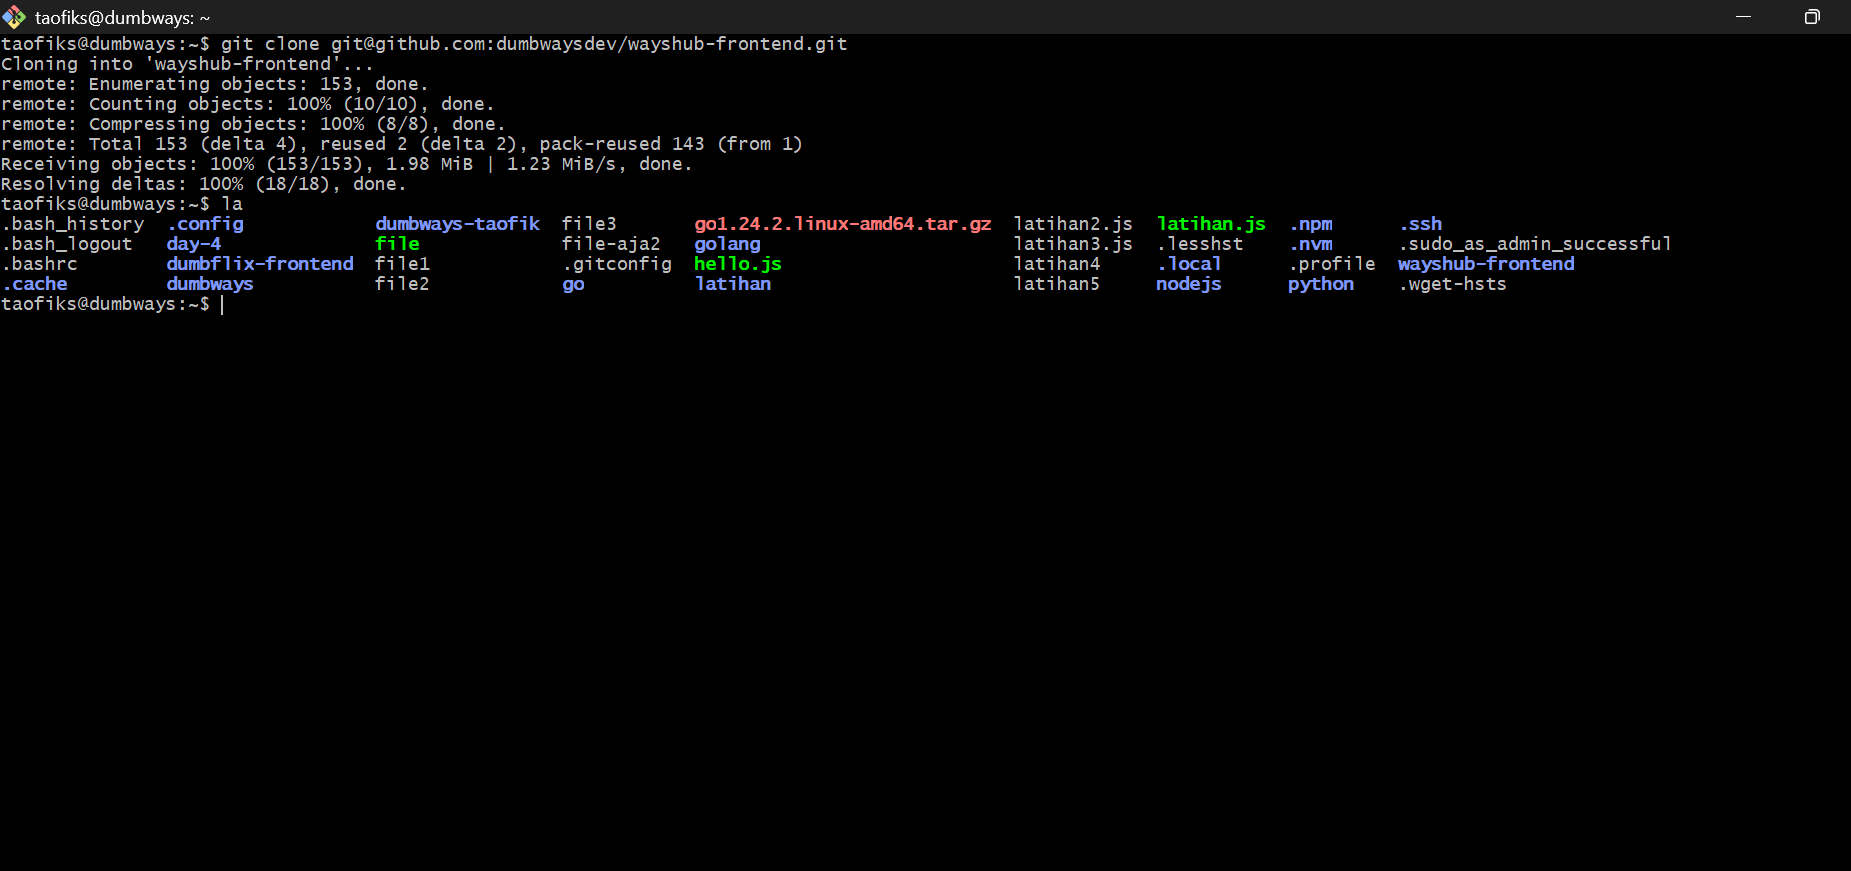 taofiks@dumbways: ~
taofiks@dumbways:~$ git clone git@github.com:dumbwaysdev/wayshub-frontend.git
Cloning into 'wayshub-frontend'...
remote: Enumerating objects: 153, done.
remote: Counting objects: 100% (10/10), done.
remote: Compressing objects: 100% (8/8), done.
remote: Total 153 (delta 4), reused 2 (delta 2), pack-reused 143 (from 1)
Receiving objects: 100% (153/153), 1.98 MiB | 1.23 MiB/s, done.
Resolving deltas: 100% (18/18), done.
taofiks@dumbways:~$ la
.bash_history  .config            dumbways-taofik  file3      go1.24.2.linux-amd64.tar.gz  latihan2.js  latihan.js  .npm      .ssh
.bash_logout   day-4              file             file-aja2  golang                       latihan3.js  .lesshst    .nvm      .sudo_as_admin_successful
.bashrc        dumbflix-frontend  file1            .gitconfig  hello.js                     latihan4     .local      .profile  wayshub-frontend
.cache         dumbways           file2            go         latihan                      latihan5     nodejs      python    .wget-hsts
taofiks@dumbways:~$